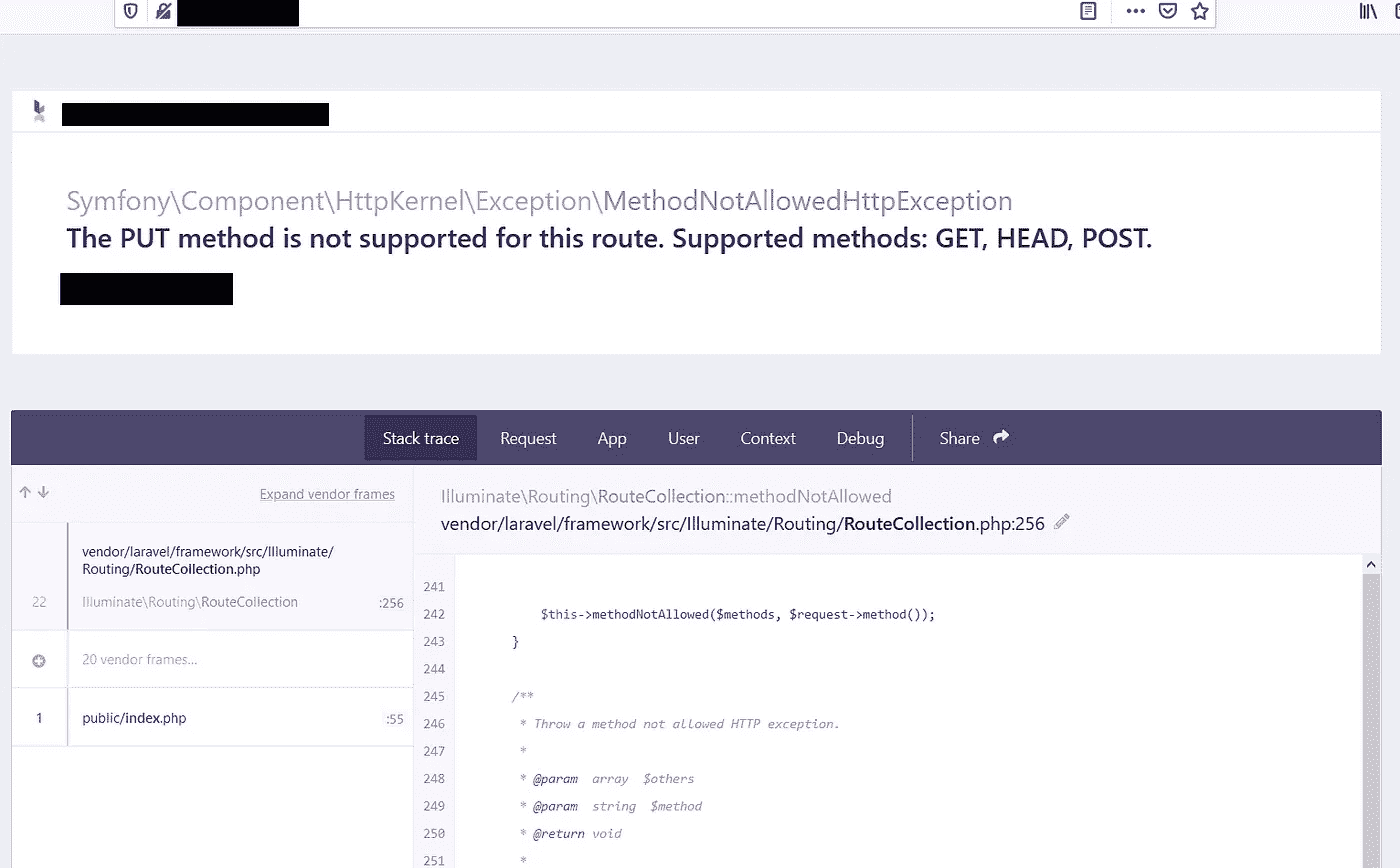 Symfony\Component\HttpKernel\Exception\MethodNotAllowedHttpException
The PUT method is not supported for this route. Supported methods: GET, HEAD, POST.
Stack trace Request App User Context Debug Share
Expand vendor frames
vendor/laravel/framework/src/Illuminate/
Routing/RouteCollection.php
22 Illuminate\Routing\RouteCollection :256
20 vendor frames...
1 public/index.php :55
Illuminate\Routing\RouteCollection::methodNotAllowed
vendor/laravel/framework/src/Illuminate/Routing/RouteCollection.php:256
241
242 $this->methodNotAllowed($methods, $request->method());
243 }
244
245 /**
246 * Throw a method not allowed HTTP exception.
247 *
248 * @param array $others
249 * @param string $method
250 * @return void
251 *